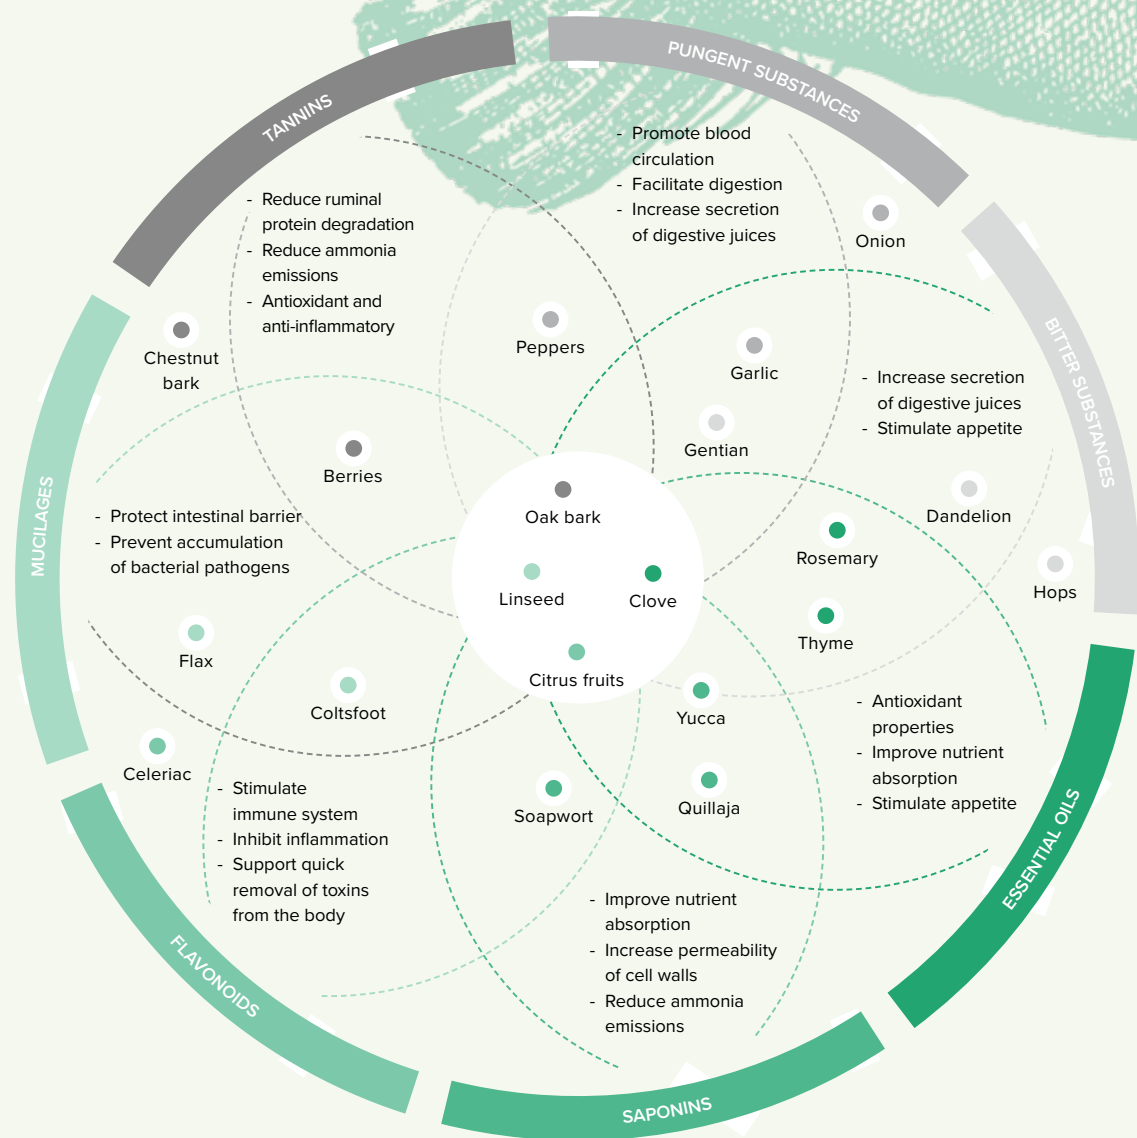 TANNINS
- Reduce ruminal
protein degradation
- Reduce ammonia
emissions
- Antioxidant and
anti-inflammatory
Chestnut
bark
Berries
PUNGENT SUBSTANCES
- Promote blood
circulation
- Facilitate digestion
- Increase secretion
of digestive juices
Onion
Peppers
Garlic
BITTER SUBSTANCES
- Increase secretion
of digestive juices
- Stimulate appetite
Gentian
Dandelion
Hops
MUCILAGES
- Protect intestinal barrier
- Prevent accumulation
of bacterial pathogens
Flax
Coltsfoot
Oak bark
Linseed
Clove
Citrus fruits
Rosemary
Thyme
ESSENTIAL OILS
- Antioxidant
properties
- Improve nutrient
absorption
- Stimulate appetite
Celeriac
FLAVONOIDS
- Stimulate
immune system
- Inhibit inflammation
- Support quick
removal of toxins
from the body
Yucca
Quillaja
Soapwort
- Improve nutrient
absorption
- Increase permeability
of cell walls
- Reduce ammonia
emissions
SAPONINS